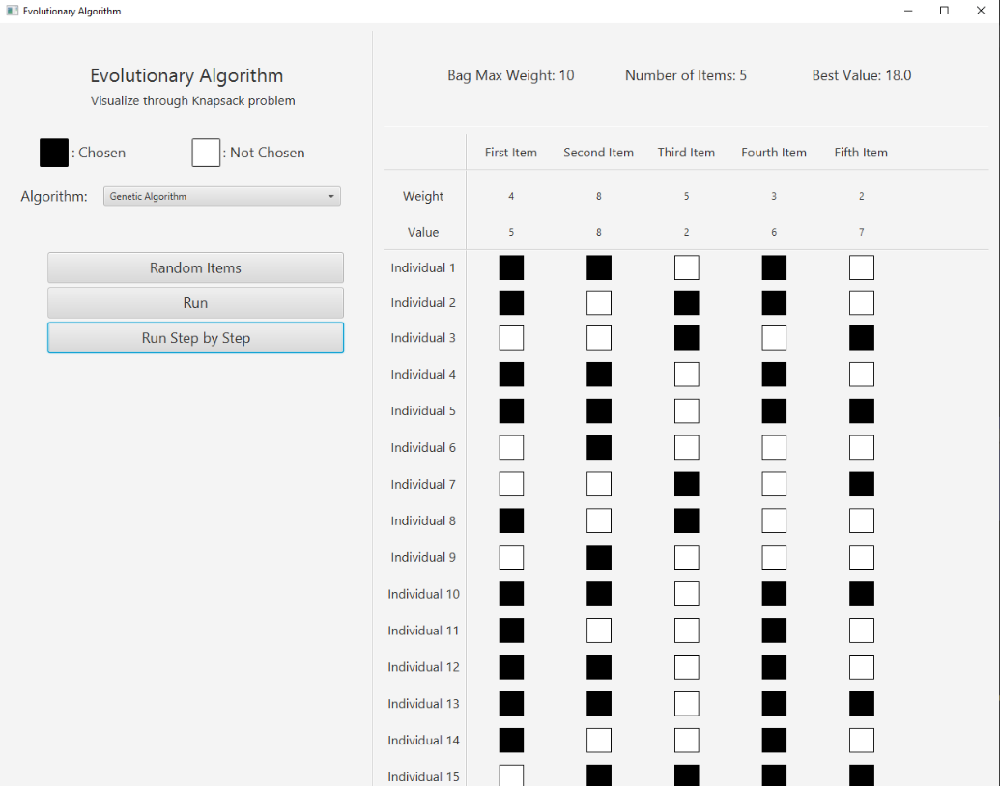 Evolutionary Algorithm
Evolutionary Algorithm
Visualize through Knapsack problem
: Chosen
: Not Chosen
Algorithm:
Genetic Algorithm
Random Items
Run
Run Step by Step
Bag Max Weight: 10
Number of Items: 5
Best Value: 18.0
First Item Second Item Third Item Fourth Item Fifth Item
Weight 4 8 5 3 2
Value 5 8 2 6 7
Individual 1
Individual 2
Individual 3
Individual 4
Individual 5
Individual 6
Individual 7
Individual 8
Individual 9
Individual 10
Individual 11
Individual 12
Individual 13
Individual 14
Individual 15